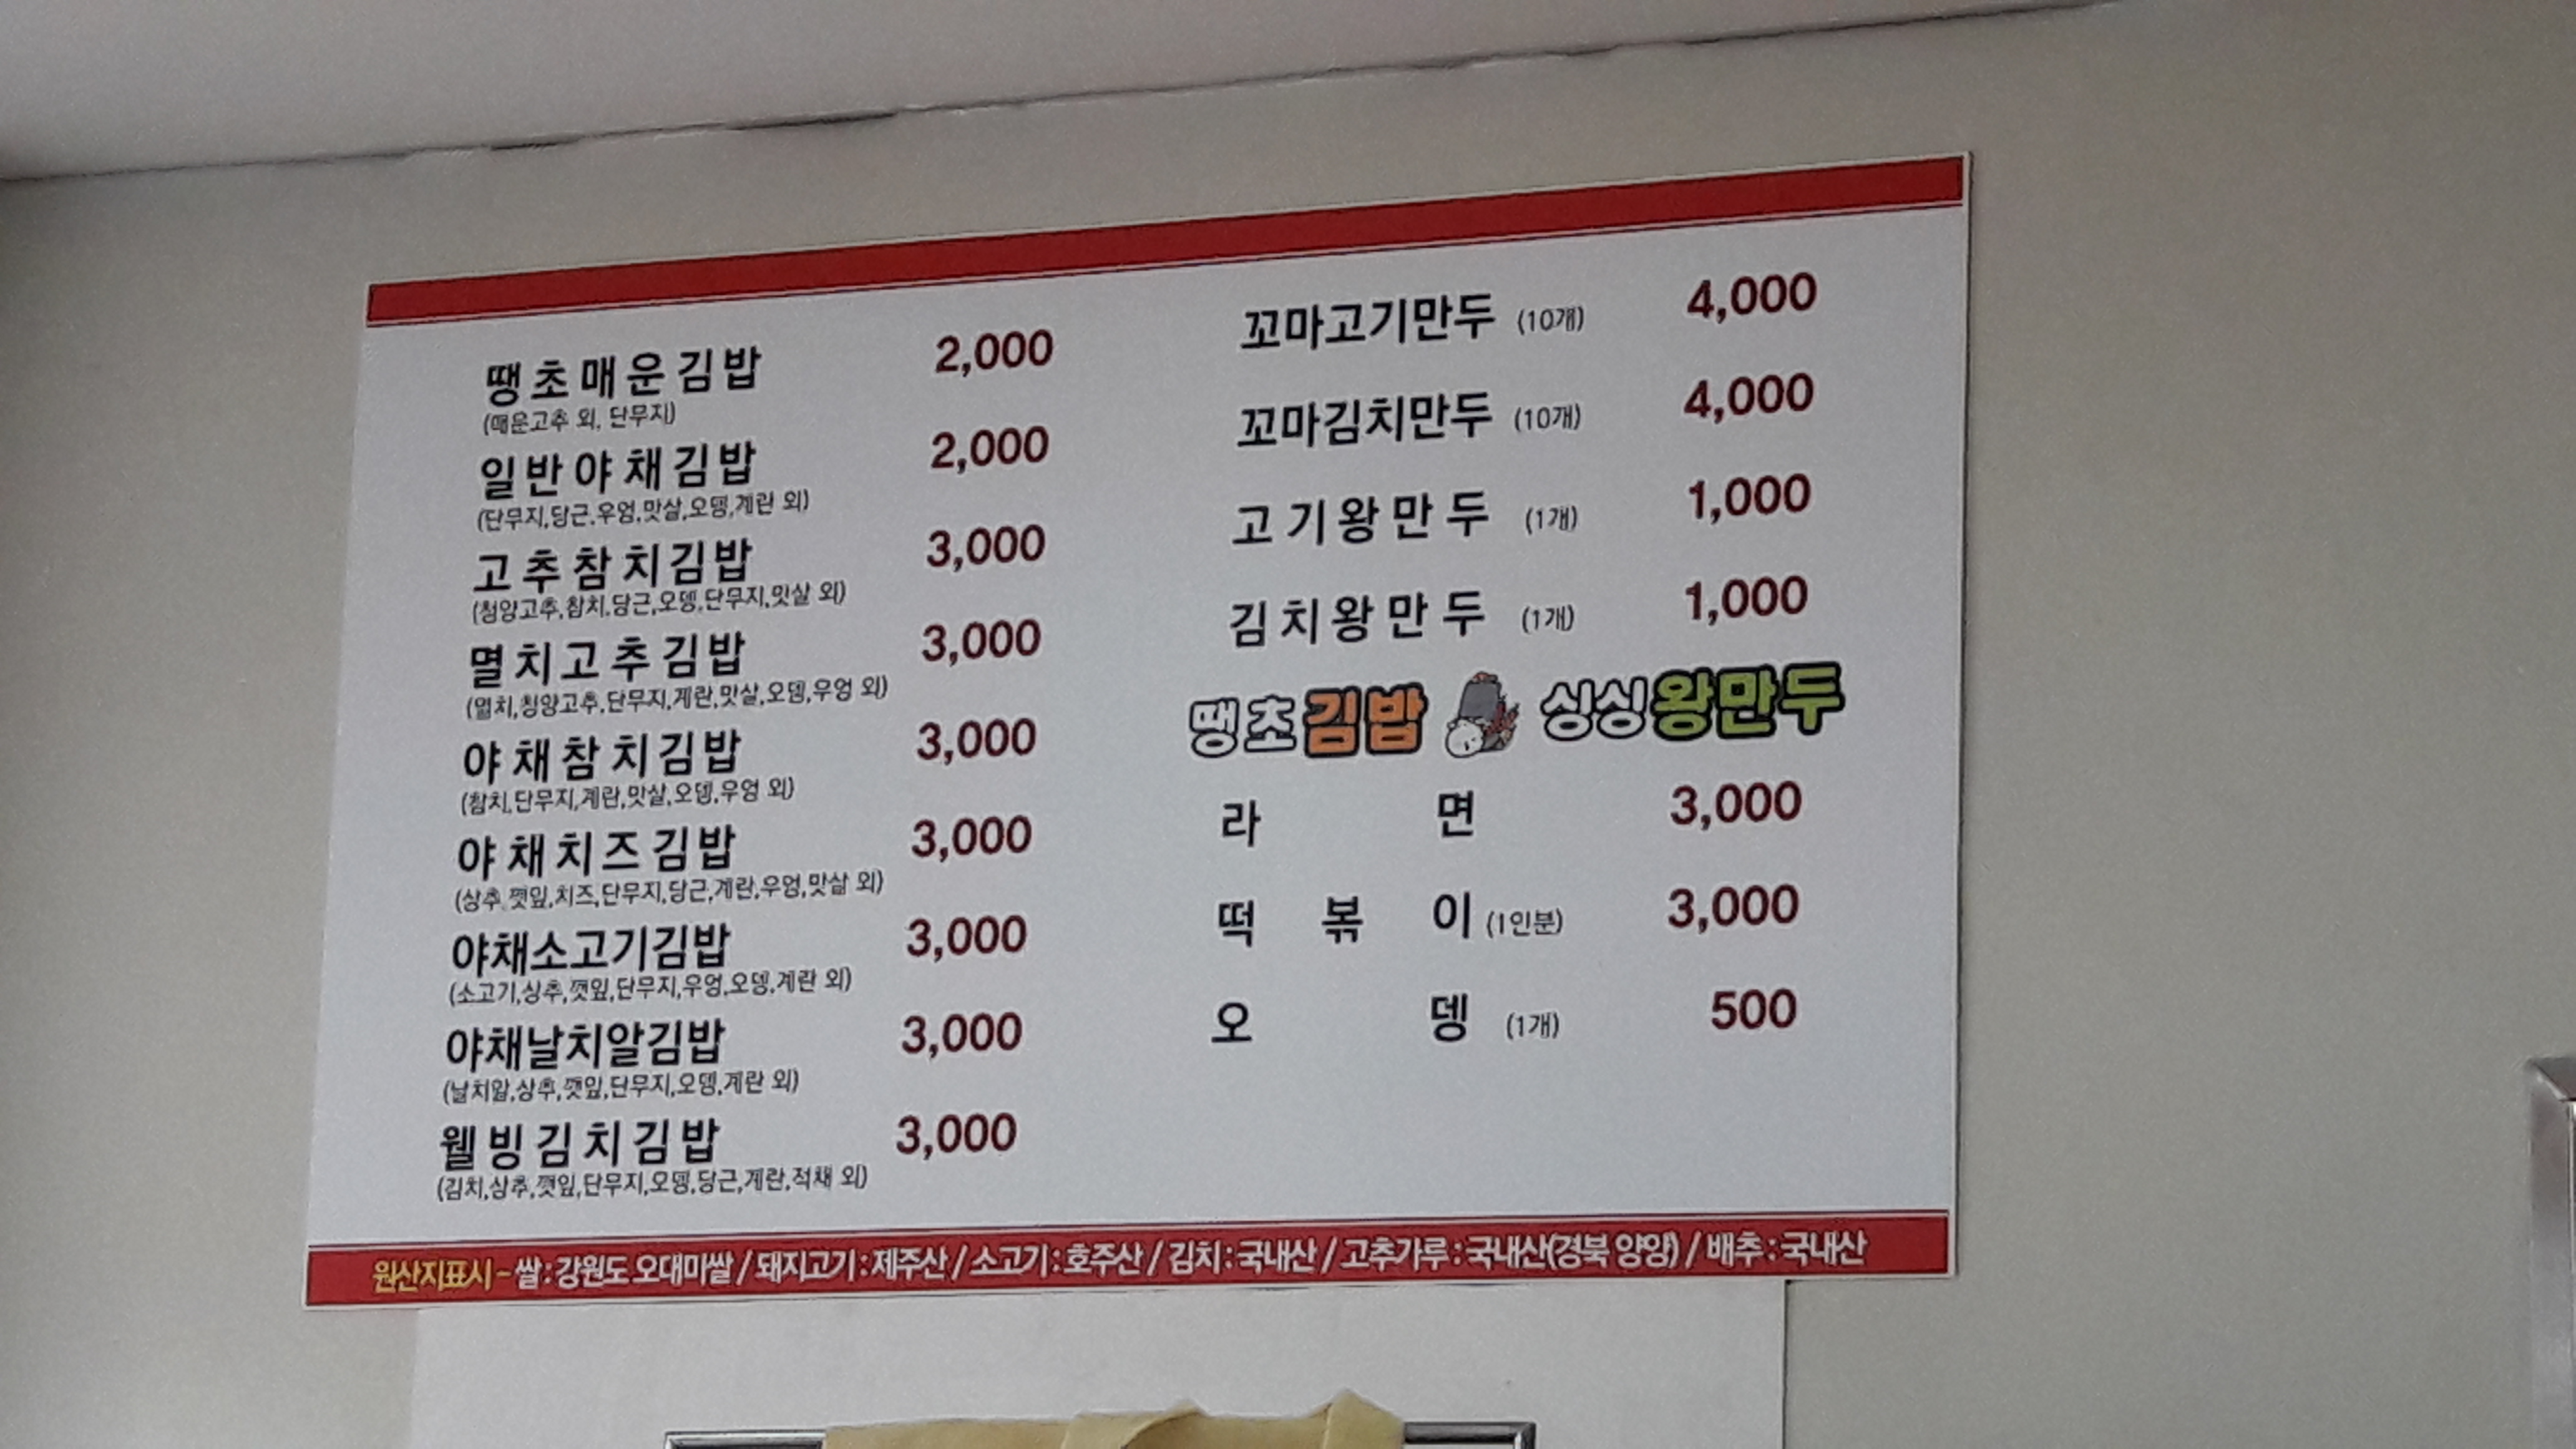 땡초매운김밥 2,000
(매운고추 외, 단무지)
일반야채김밥 2,000
(단무지,당근,우엉,맛살,오뎅,계란 외)
고추참치김밥 3,000
(청양고추,참치,당근,오뎅,단무지,맛살 외)
멸치고추김밥 3,000
(멸치,청양고추,단무지,계란,맛살,오뎅,우엉 외)
야채참치김밥 3,000
(참치,단무지,계란,맛살,오뎅,우엉 외)
야채치즈김밥 3,000
(상추,깻잎,치즈,단무지,당근,계란,우엉,맛살 외)
야채소고기김밥 3,000
(소고기,상추,깻잎,단무지,우엉,오뎅,계란 외)
야채날치알김밥 3,000
(날치알,상추,깻잎,단무지,오뎅,계란 외)
웰빙김치김밥 3,000
(김치,상추,깻잎,단무지,오뎅,당근,계란,적채 외)
꼬마고기만두 (10개) 4,000
꼬마김치만두 (10개) 4,000
고기왕만두 (1개) 1,000
김치왕만두 (1개) 1,000
땡초김밥 싱싱왕만두
라면 3,000
떡볶이 (1인분) 3,000
오뎅 (1개) 500
원산지표시 - 쌀 : 강원도 오대미쌀 / 돼지고기 : 제주산 / 소고기 : 호주산 / 김치 : 국내산 / 고추가루 : 국내산(경북 양양) / 배추 : 국내산